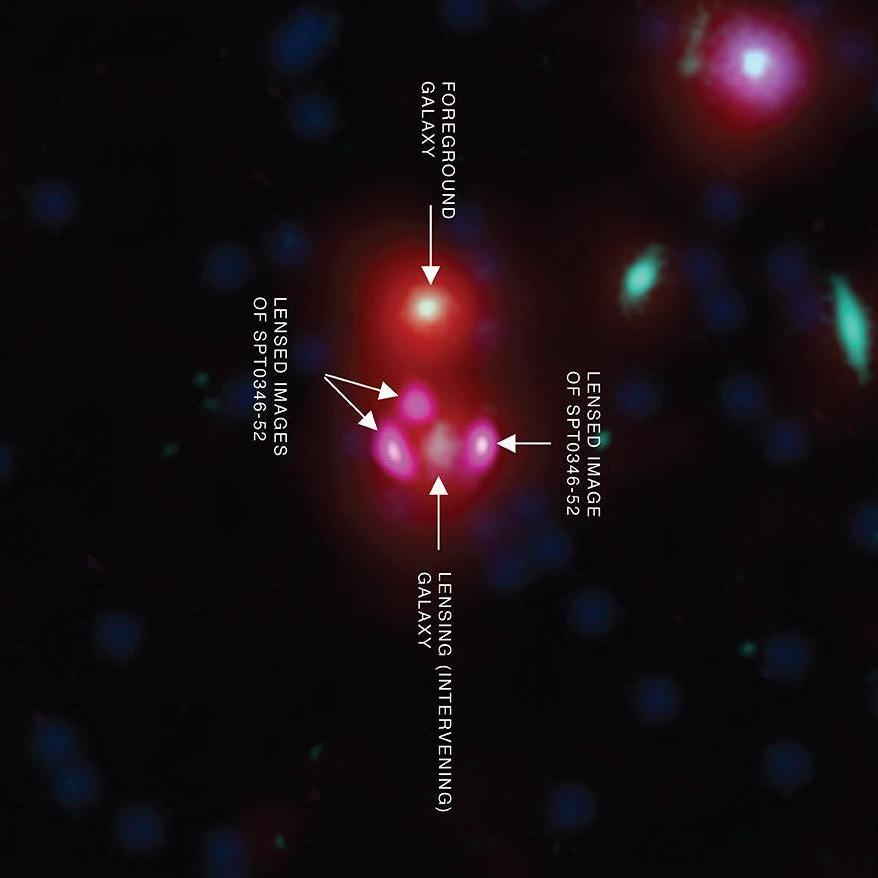 FOREGROUND
GALAXY
LENSED IMAGES
OF SPT0346-52
LENSED IMAGE
OF SPT0346-52
LENSING (INTERVENING)
GALAXY